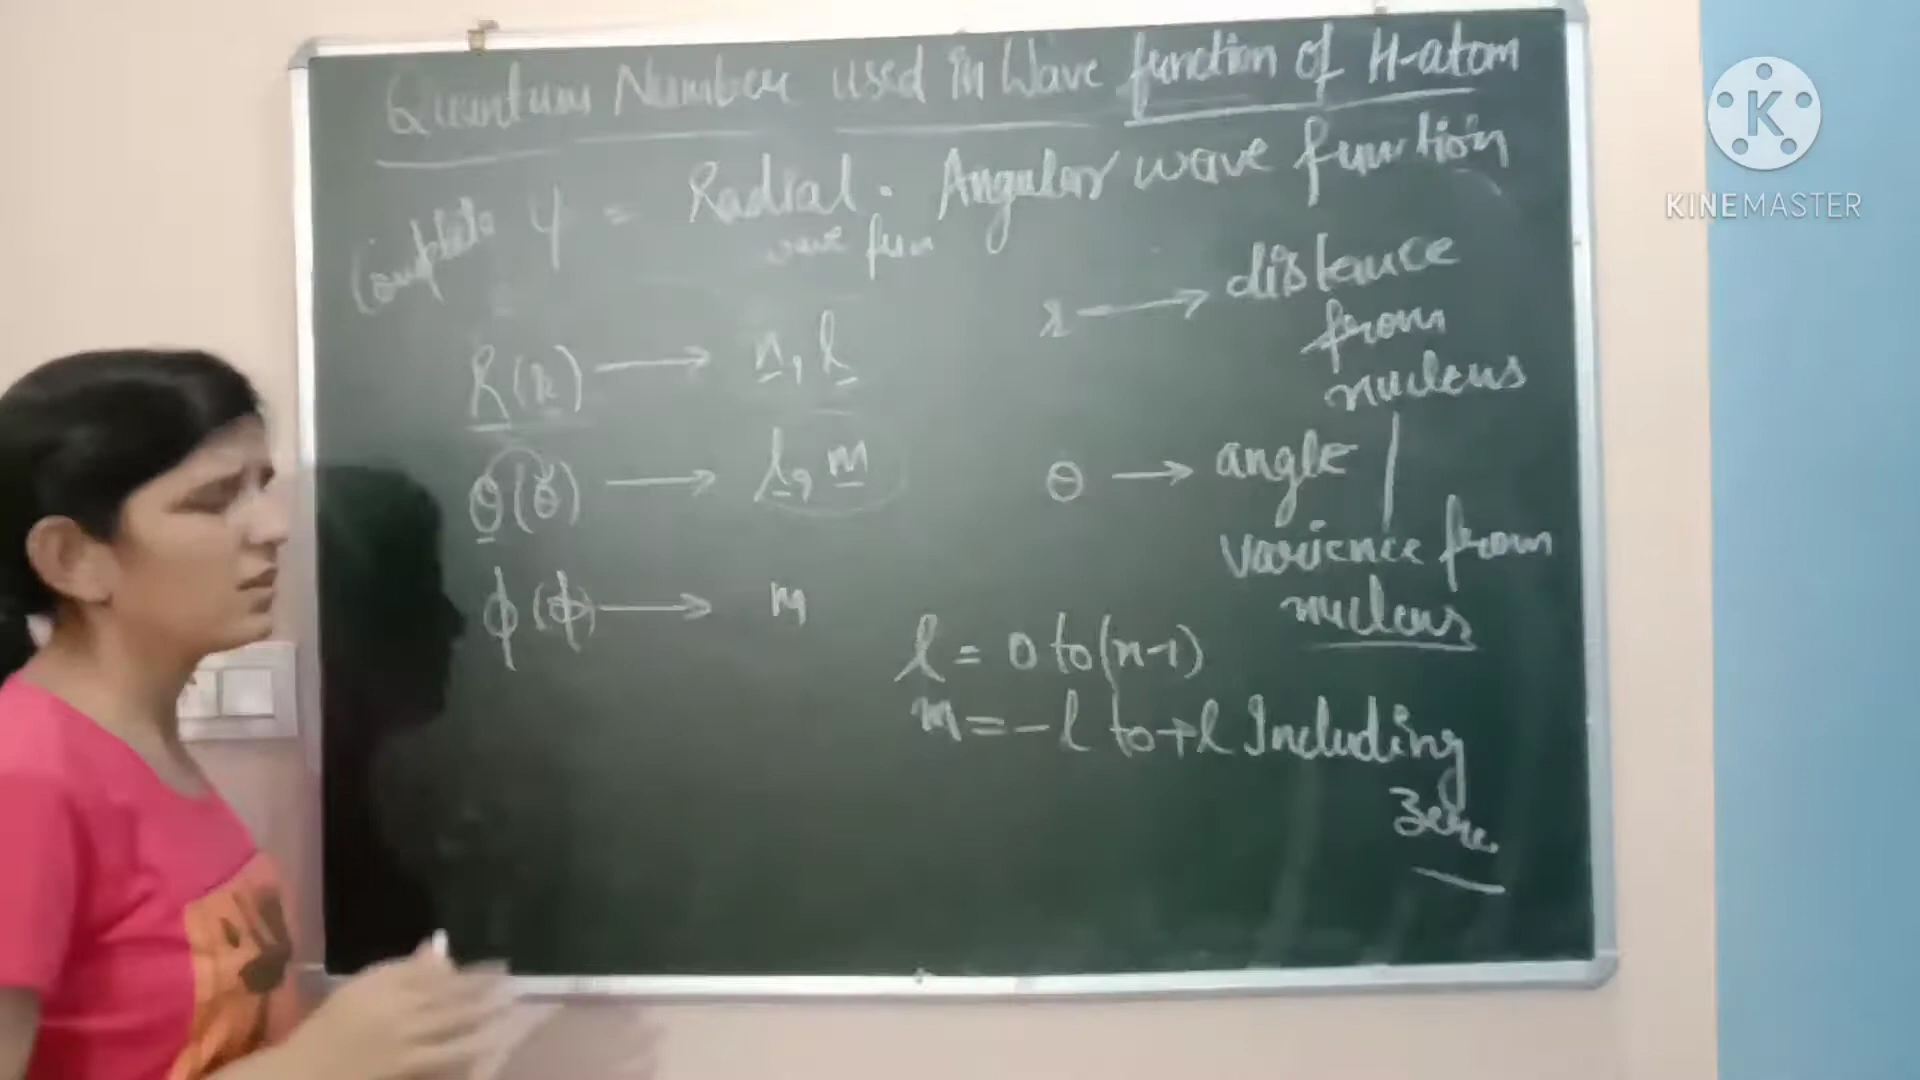 Quantum Number used in Wave function of H-atom
Complete ψ = Radial . Angular wave function
wave fun
R(r) → n, l
θ(θ) → l, m
ϕ(ϕ) → m
r → distance
from
nucleus
θ → angle /
varience from
nucleus
l = 0 to (n-1)
m = -l to +l Including
Zero
KINEMASTER